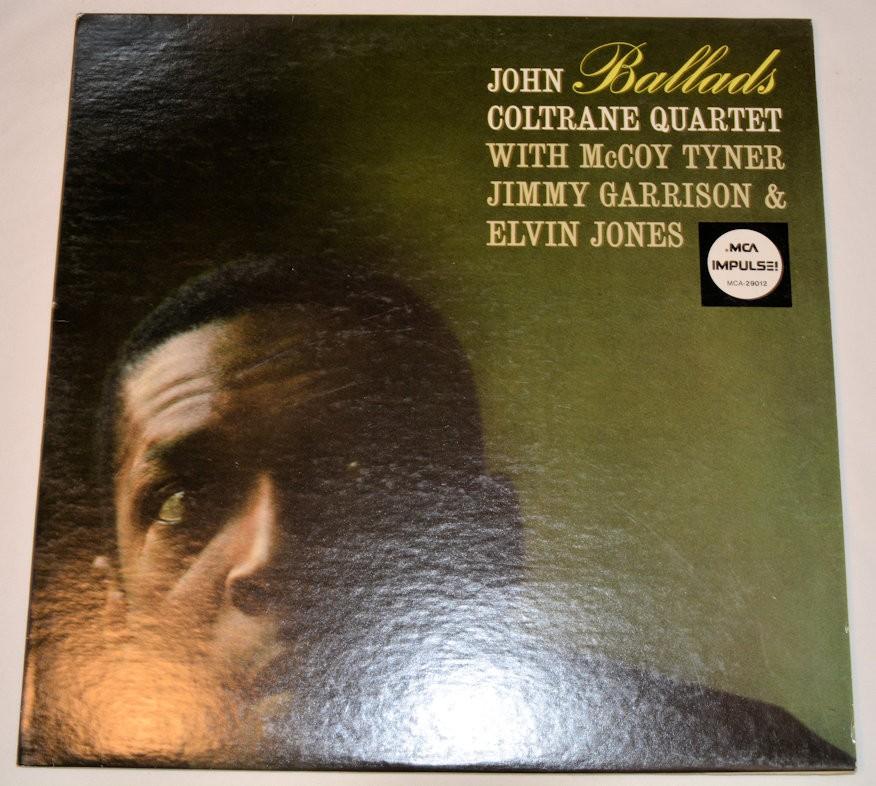 JOHN Ballads
COLTRANE QUARTET
WITH McCOY TYNER
JIMMY GARRISON &
ELVIN JONES
MCA
IMPULSE!
MCA-29012